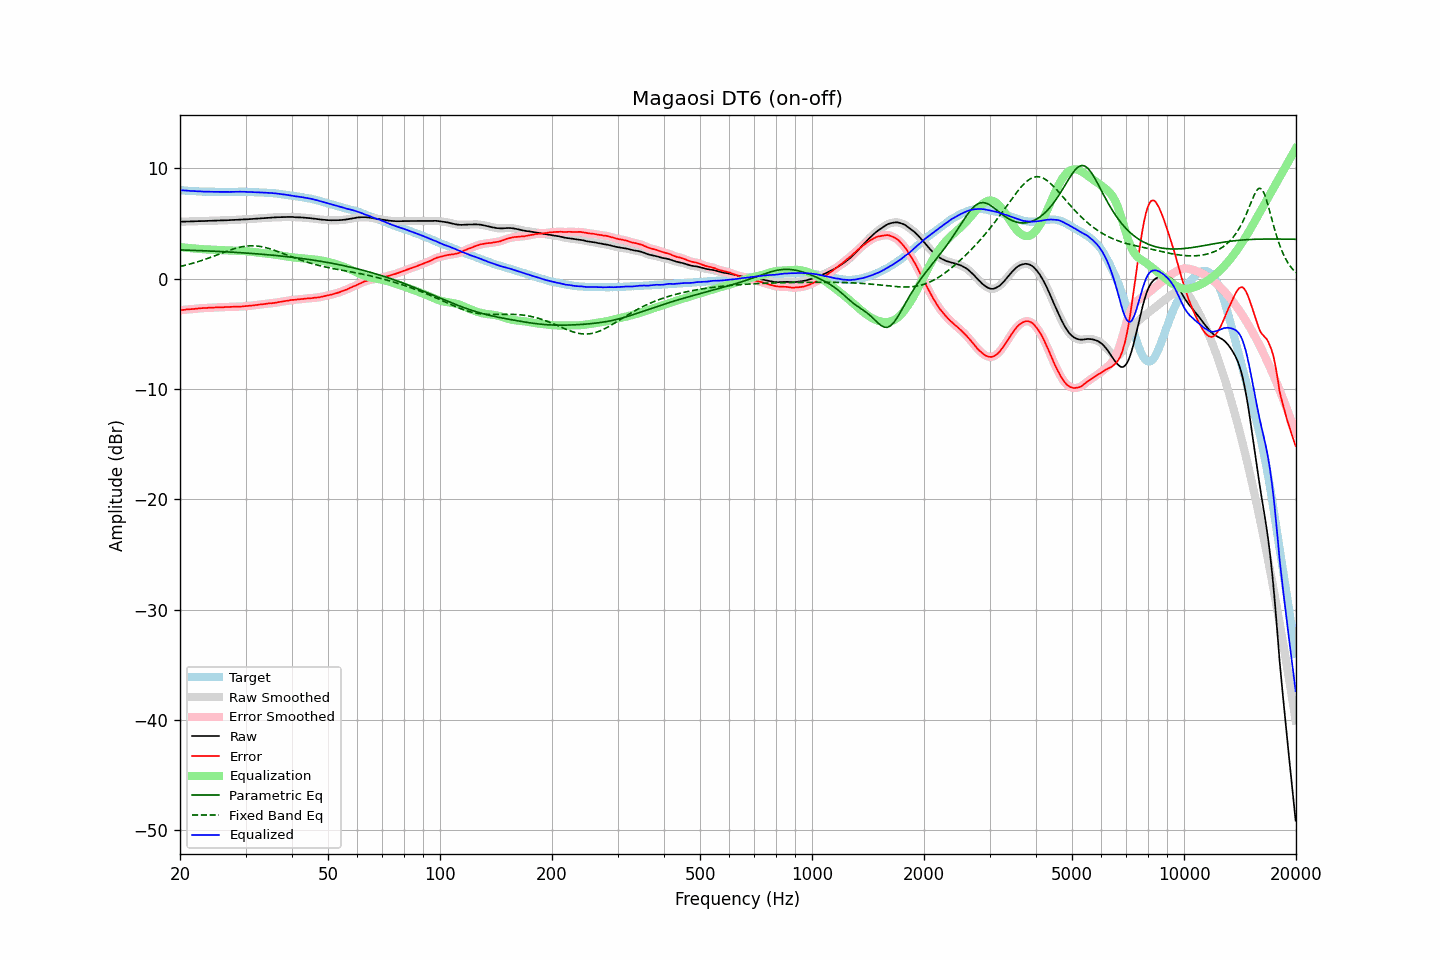 Magaosi DT6 (on-off)
Amplitude (dBr)
10
0
−10
−20
−30
−40
−50
Target
Raw Smoothed
Error Smoothed
Raw
Error
Equalization
Parametric Eq
Fixed Band Eq
Equalized
20 50 100 200 500 1000 2000 5000 10000 20000
Frequency (Hz)